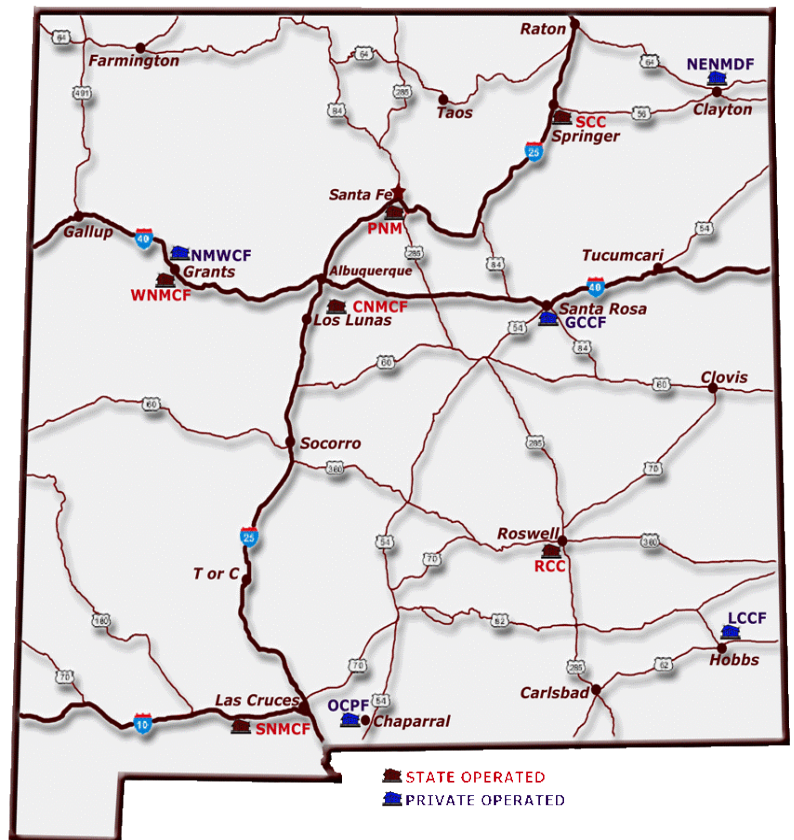 Raton
64
Farmington
64
64
NENMDF
491
285
84
Taos
Clayton
56
SCC
Springer
25
Santa Fe
PNM
Gallup
40
NMWCF
Grants
WNMCF
285
54
Tucumcari
84
Albuquerque
40
CNMCF
Los Lunas
Santa Rosa
GCCF
54
84
60
60
Clovis
60
Socorro
380
285
70
25
54
Roswell
380
RCC
70
T or C
180
82
LCCF
Hobbs
70
70
285
62
Carlsbad
Las Cruces
OCPF
54
Chaparral
10
SNMCF
STATE OPERATED
PRIVATE OPERATED